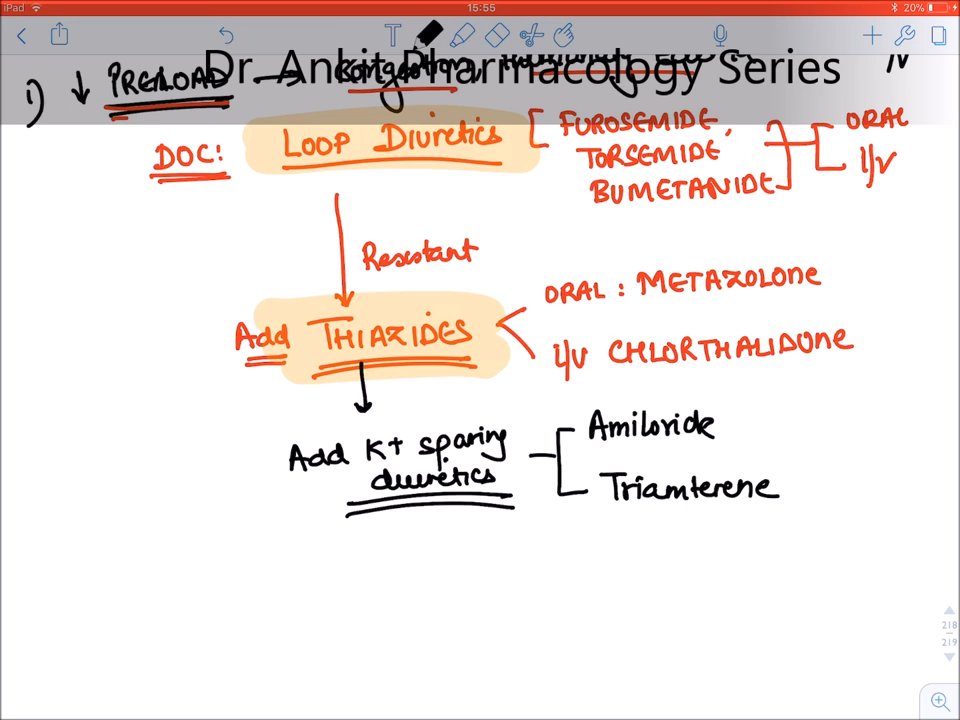 iPad 15:55 20%
Dr. Ankit Pharmacology Series
i) ↓ PRELOAD → Congestion,
DOC: LOOP Diuretics [ FUROSEMIDE, ORAL
TORSEMIDE I/V
BUMETANIDE
Resistant
ORAL : METAZOLONE
Add THIAZIDES
I/V CHLORTHALIDONE
Add K+ sparing Amiloride
diuretics Triamterene
218
219